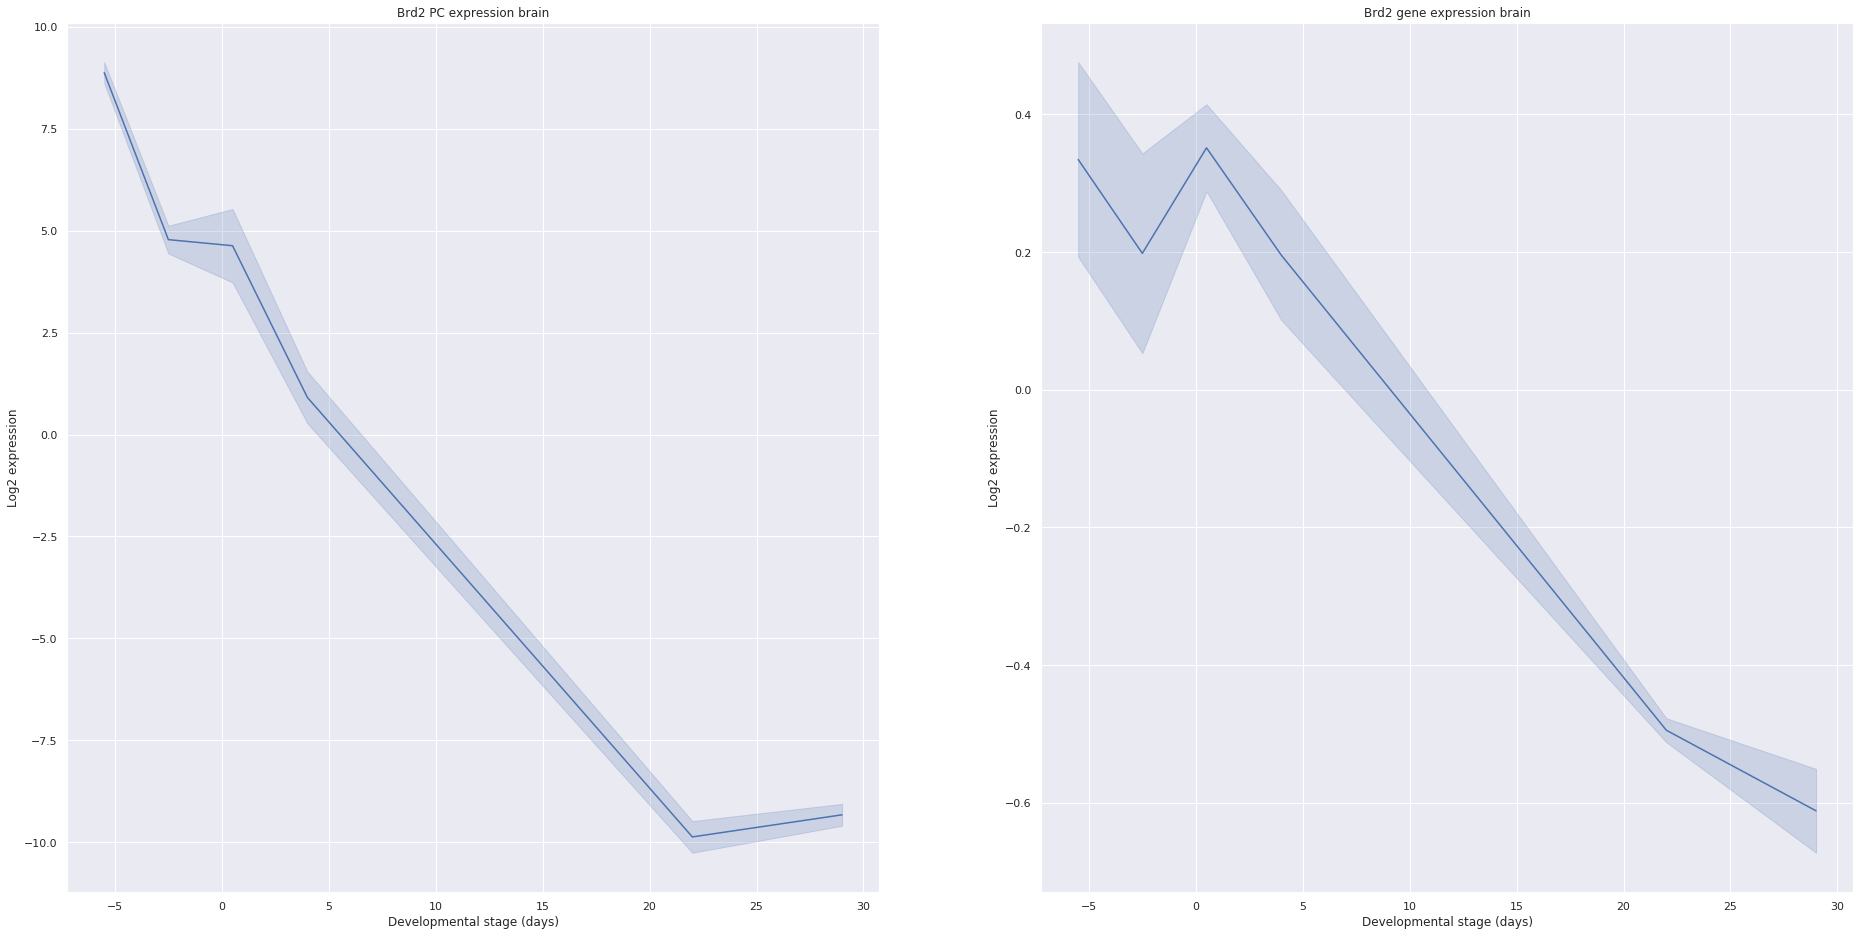 Brd2 PC expression brain
10.0
7.5
5.0
2.5
0.0
−2.5
−5.0
−7.5
−10.0
Log2 expression
−5 0 5 10 15 20 25 30
Developmental stage (days)
Brd2 gene expression brain
0.4
0.2
0.0
−0.2
−0.4
−0.6
Log2 expression
−5 0 5 10 15 20 25 30
Developmental stage (days)